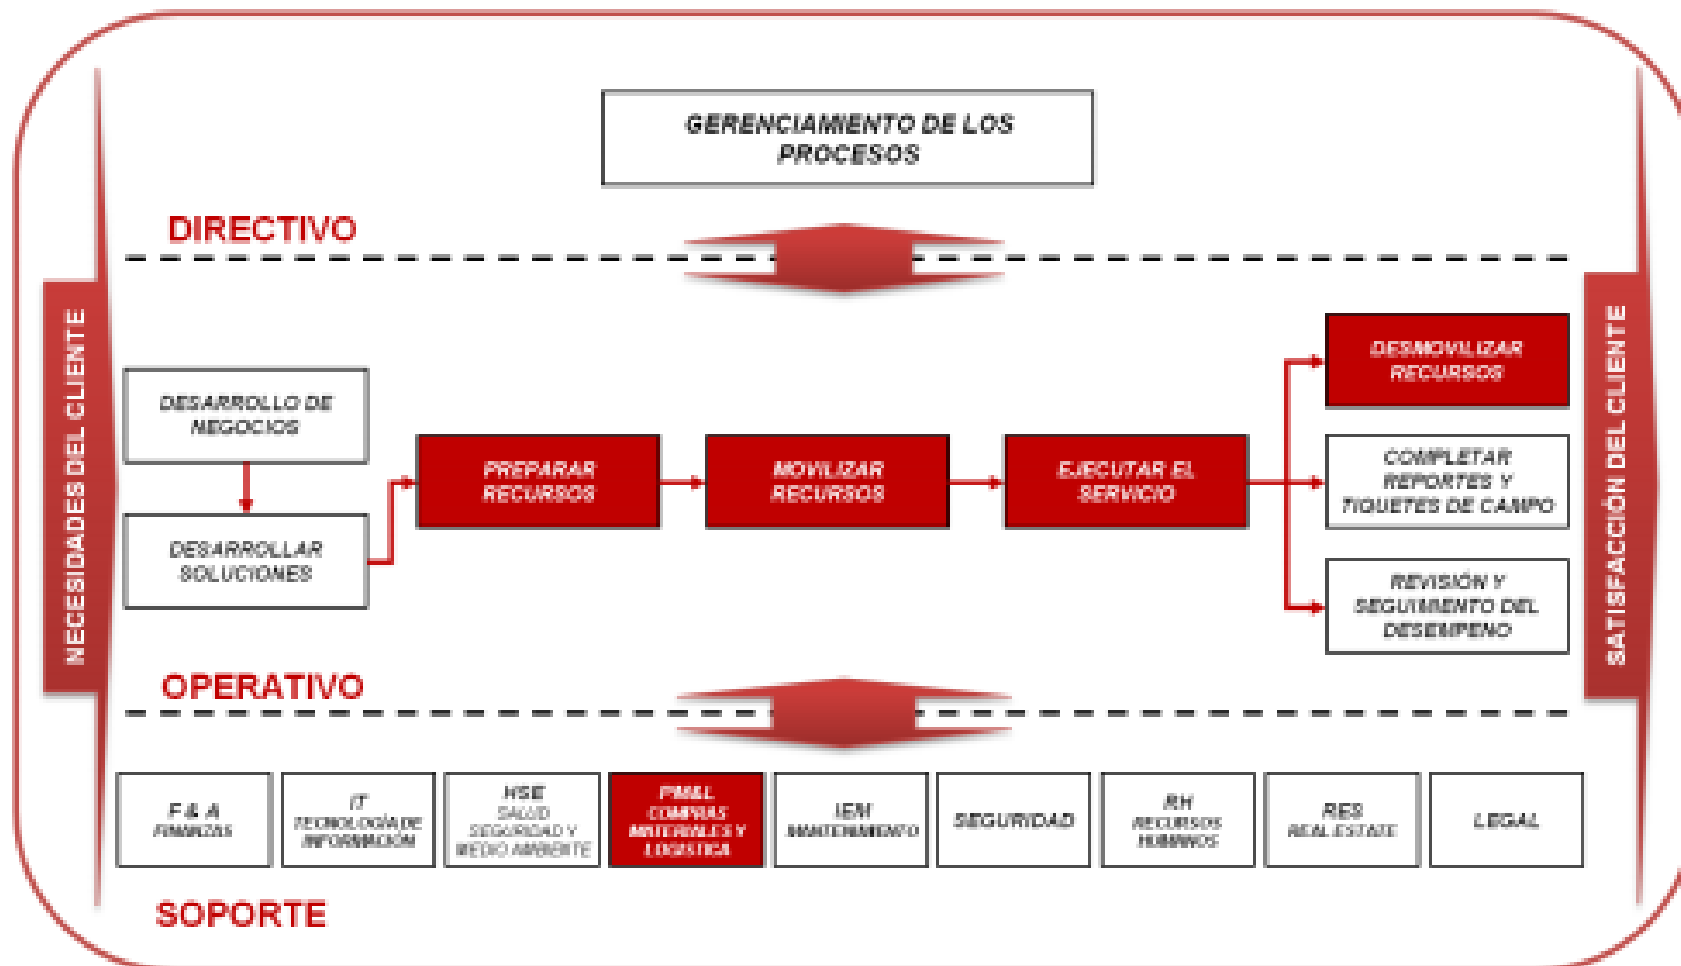 GERENCIAMIENTO DE LOS
PROCESOS
DIRECTIVO
NECESIDADES DEL CLIENTE
DESARROLLO DE
NEGOCIOS
DESARROLLAR
SOLUCIONES
PREPARAR
RECURSOS
MOVILIZAR
RECURSOS
EJECUTAR EL
SERVICIO
DESMOVILIZAR
RECURSOS
COMPLETAR
REPORTES Y
TIQUETES DE CAMPO
REVISIÓN Y
SEGUIMIENTO DEL
DESEMPEÑO
SATISFACCIÓN DEL CLIENTE
OPERATIVO
F & A
FINANZAS
IT
TECNOLOGÍA DE
INFORMACIÓN
HSE
SALUD
SEGURIDAD Y
MEDIO AMBIENTE
PM&L
COMPRAS
MATERIALES Y
LOGISTICA
IEM
MANTENIMIENTO
SEGURIDAD
RH
RECURSOS
HUMANOS
RES
REAL ESTATE
LEGAL
SOPORTE